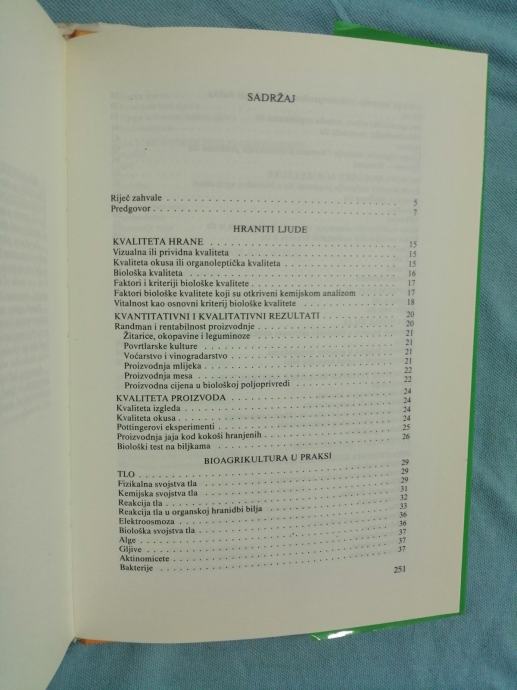 SADRŽAJ
Riječ zahvale . . . 5
Predgovor . . . 7
HRANITI LJUDE
KVALITETA HRANE . . . 15
Vizualna ili prividna kvaliteta . . . 15
Kvaliteta okusa ili organoleptička kvaliteta . . . 15
Biološka kvaliteta . . . 16
Faktori i kriteriji biološke kvalitete . . . 17
Faktori biološke kvalitete koji su otkriveni kemijskom analizom . . . 17
Vitalnost kao osnovni kriterij biološke kvalitete . . . 18
KVANTITATIVNI I KVALITATIVNI REZULTATI . . . 20
Randman i rentabilnost proizvodnje . . . 20
Žitarice, okopavine i leguminoze . . . 21
Povrtlarske kulture . . . 21
Voćarstvo i vinogradarstvo . . . 21
Proizvodnja mlijeka . . . 21
Proizvodnja mesa . . . 22
Proizvodna cijena u biološkoj poljoprivredi . . . 22
KVALITETA PROIZVODA . . . 24
Kvaliteta izgleda . . . 24
Kvaliteta okusa . . . 24
Pottingerovi eksperimenti . . . 24
Proizvodnja jaja kod kokoši hranjenih . . . 25
Biološki test na biljkama . . . 26
BIOAGRIKULTURA U PRAKSI
TLO . . . 29
Fizikalna svojstva tla . . . 29
Kemijska svojstva tla . . . 29
Reakcija tla . . . 31
Reakcija tla u organskoj hranidbi bilja . . . 32
Elektroosmoza . . . 33
Biološka svojstva tla . . . 36
Alge . . . 36
Gljive . . . 37
Aktinomicete . . . 37
Bakterije . . . 37
251